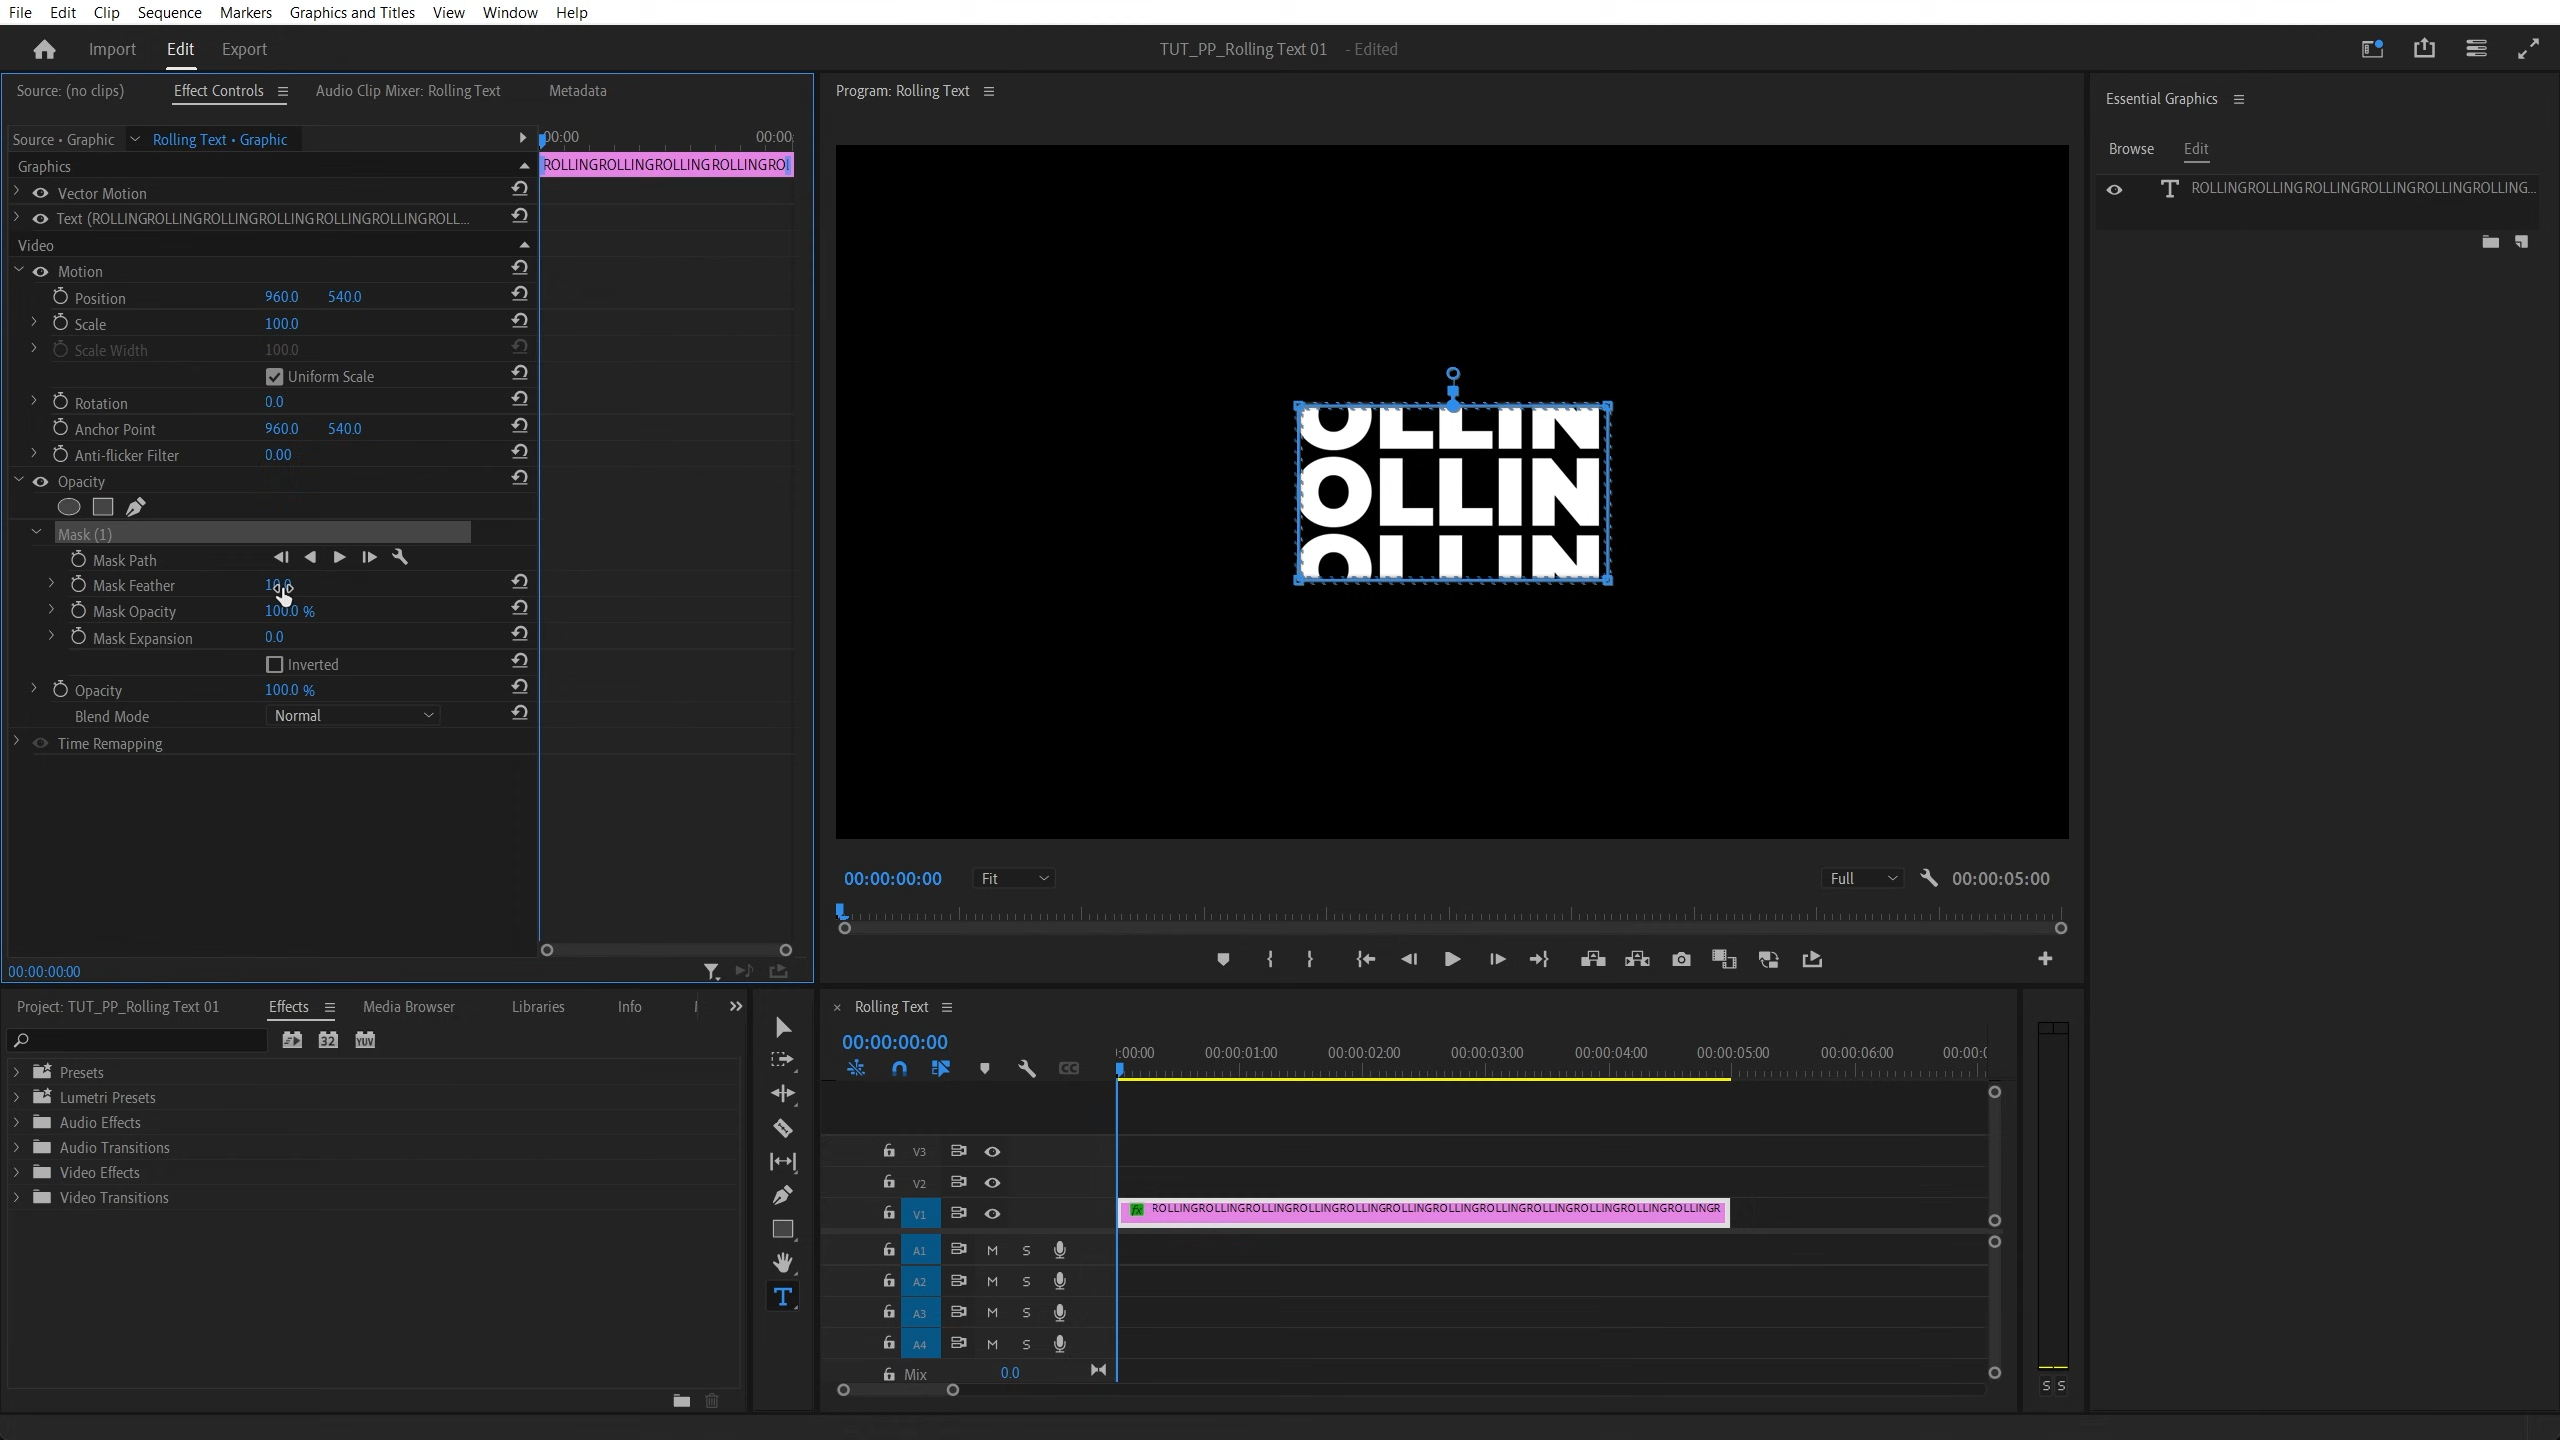 File Edit Clip Sequence Markers Graphics and Titles View Window Help
Import Edit Export
TUT_PP_Rolling Text 01 - Edited
Source: (no clips) Effect Controls Audio Clip Mixer: Rolling Text Metadata
Source • Graphic Rolling Text • Graphic
00:00 00:00
Graphics
ROLLINGROLLINGROLLINGROLLINGROl
Vector Motion
Text (ROLLINGROLLINGROLLINGROLLINGROLLINGROLLINGROLLINGROLL...
Video
Motion
Position 960.0 540.0
Scale 100.0
Scale Width 100.0
Uniform Scale
Rotation 0.0
Anchor Point 960.0 540.0
Anti-flicker Filter 0.00
Opacity
Mask (1)
Mask Path
Mask Feather 10.0
Mask Opacity 100.0 %
Mask Expansion 0.0
Inverted
Opacity 100.0 %
Blend Mode Normal
Time Remapping
00:00:00:00
Program: Rolling Text
OLLIN
OLLIN
OLLIN
00:00:00:00 Fit Full 00:00:05:00
Essential Graphics
Browse Edit
T ROLLINGROLLINGROLLINGROLLINGROLLINGROLLING...
Project: TUT_PP_Rolling Text 01 Effects Media Browser Libraries Info
32 YUV
Presets
Lumetri Presets
Audio Effects
Audio Transitions
Video Effects
Video Transitions
T
× Rolling Text
00:00:00:00
CC
:00:00 00:00:01:00 00:00:02:00 00:00:03:00 00:00:04:00 00:00:05:00 00:00:06:00 00:00:0
V3
V2
V1
fx ROLLINGROLLINGROLLINGROLLINGROLLINGROLLINGROLLINGROLLINGROLLINGROLLINGROLLINGROLLINGR
A1 M S
A2 M S
A3 M S
A4 M S
Mix 0.0
S S